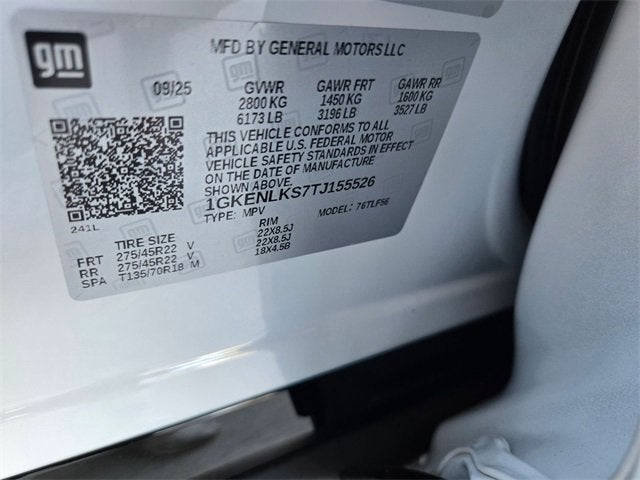 gm
MFD BY GENERAL MOTORS LLC
09/25 GVWR GAWR FRT GAWR RR
2800 KG 1450 KG 1600 KG
6173 LB 3196 LB 3527 LB
THIS VEHICLE CONFORMS TO ALL
APPLICABLE U.S. FEDERAL MOTOR
VEHICLE SAFETY STANDARDS IN EFFECT
ON THE DATE OF MANUFACTURE
SHOWN ABOVE.
1GKENLKS7TJ155526
TYPE: MPV MODEL: 76TLF56
241L
TIRE SIZE RIM
FRT 275/45R22 V 22X8.5J
RR 275/45R22 V 22X8.5J
SPA T135/70R18 M 18X4.5B